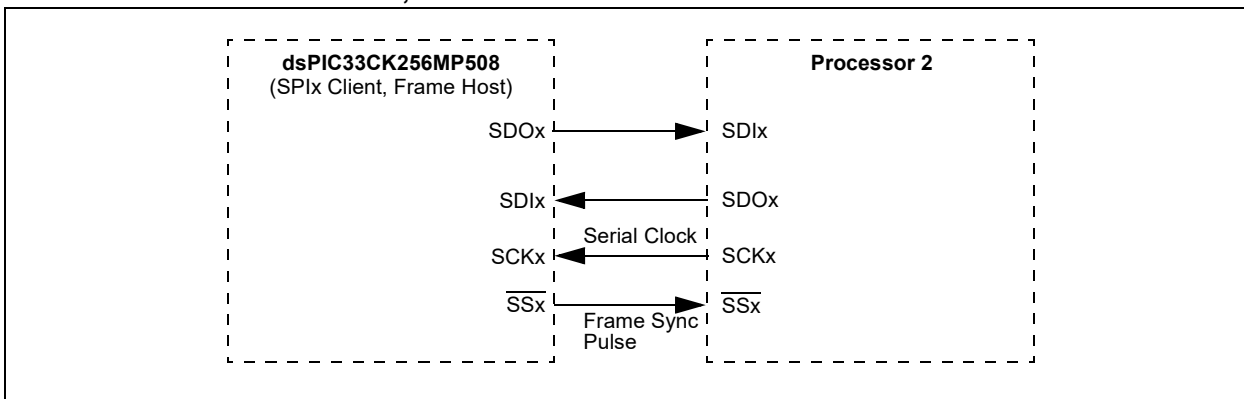 dsPIC33CK256MP508
(SPIx Client, Frame Host)
Processor 2
SDOx
SDIx
SDIx
SDOx
Serial Clock
SCKx
SCKx
SSx
SSx
Frame Sync
Pulse